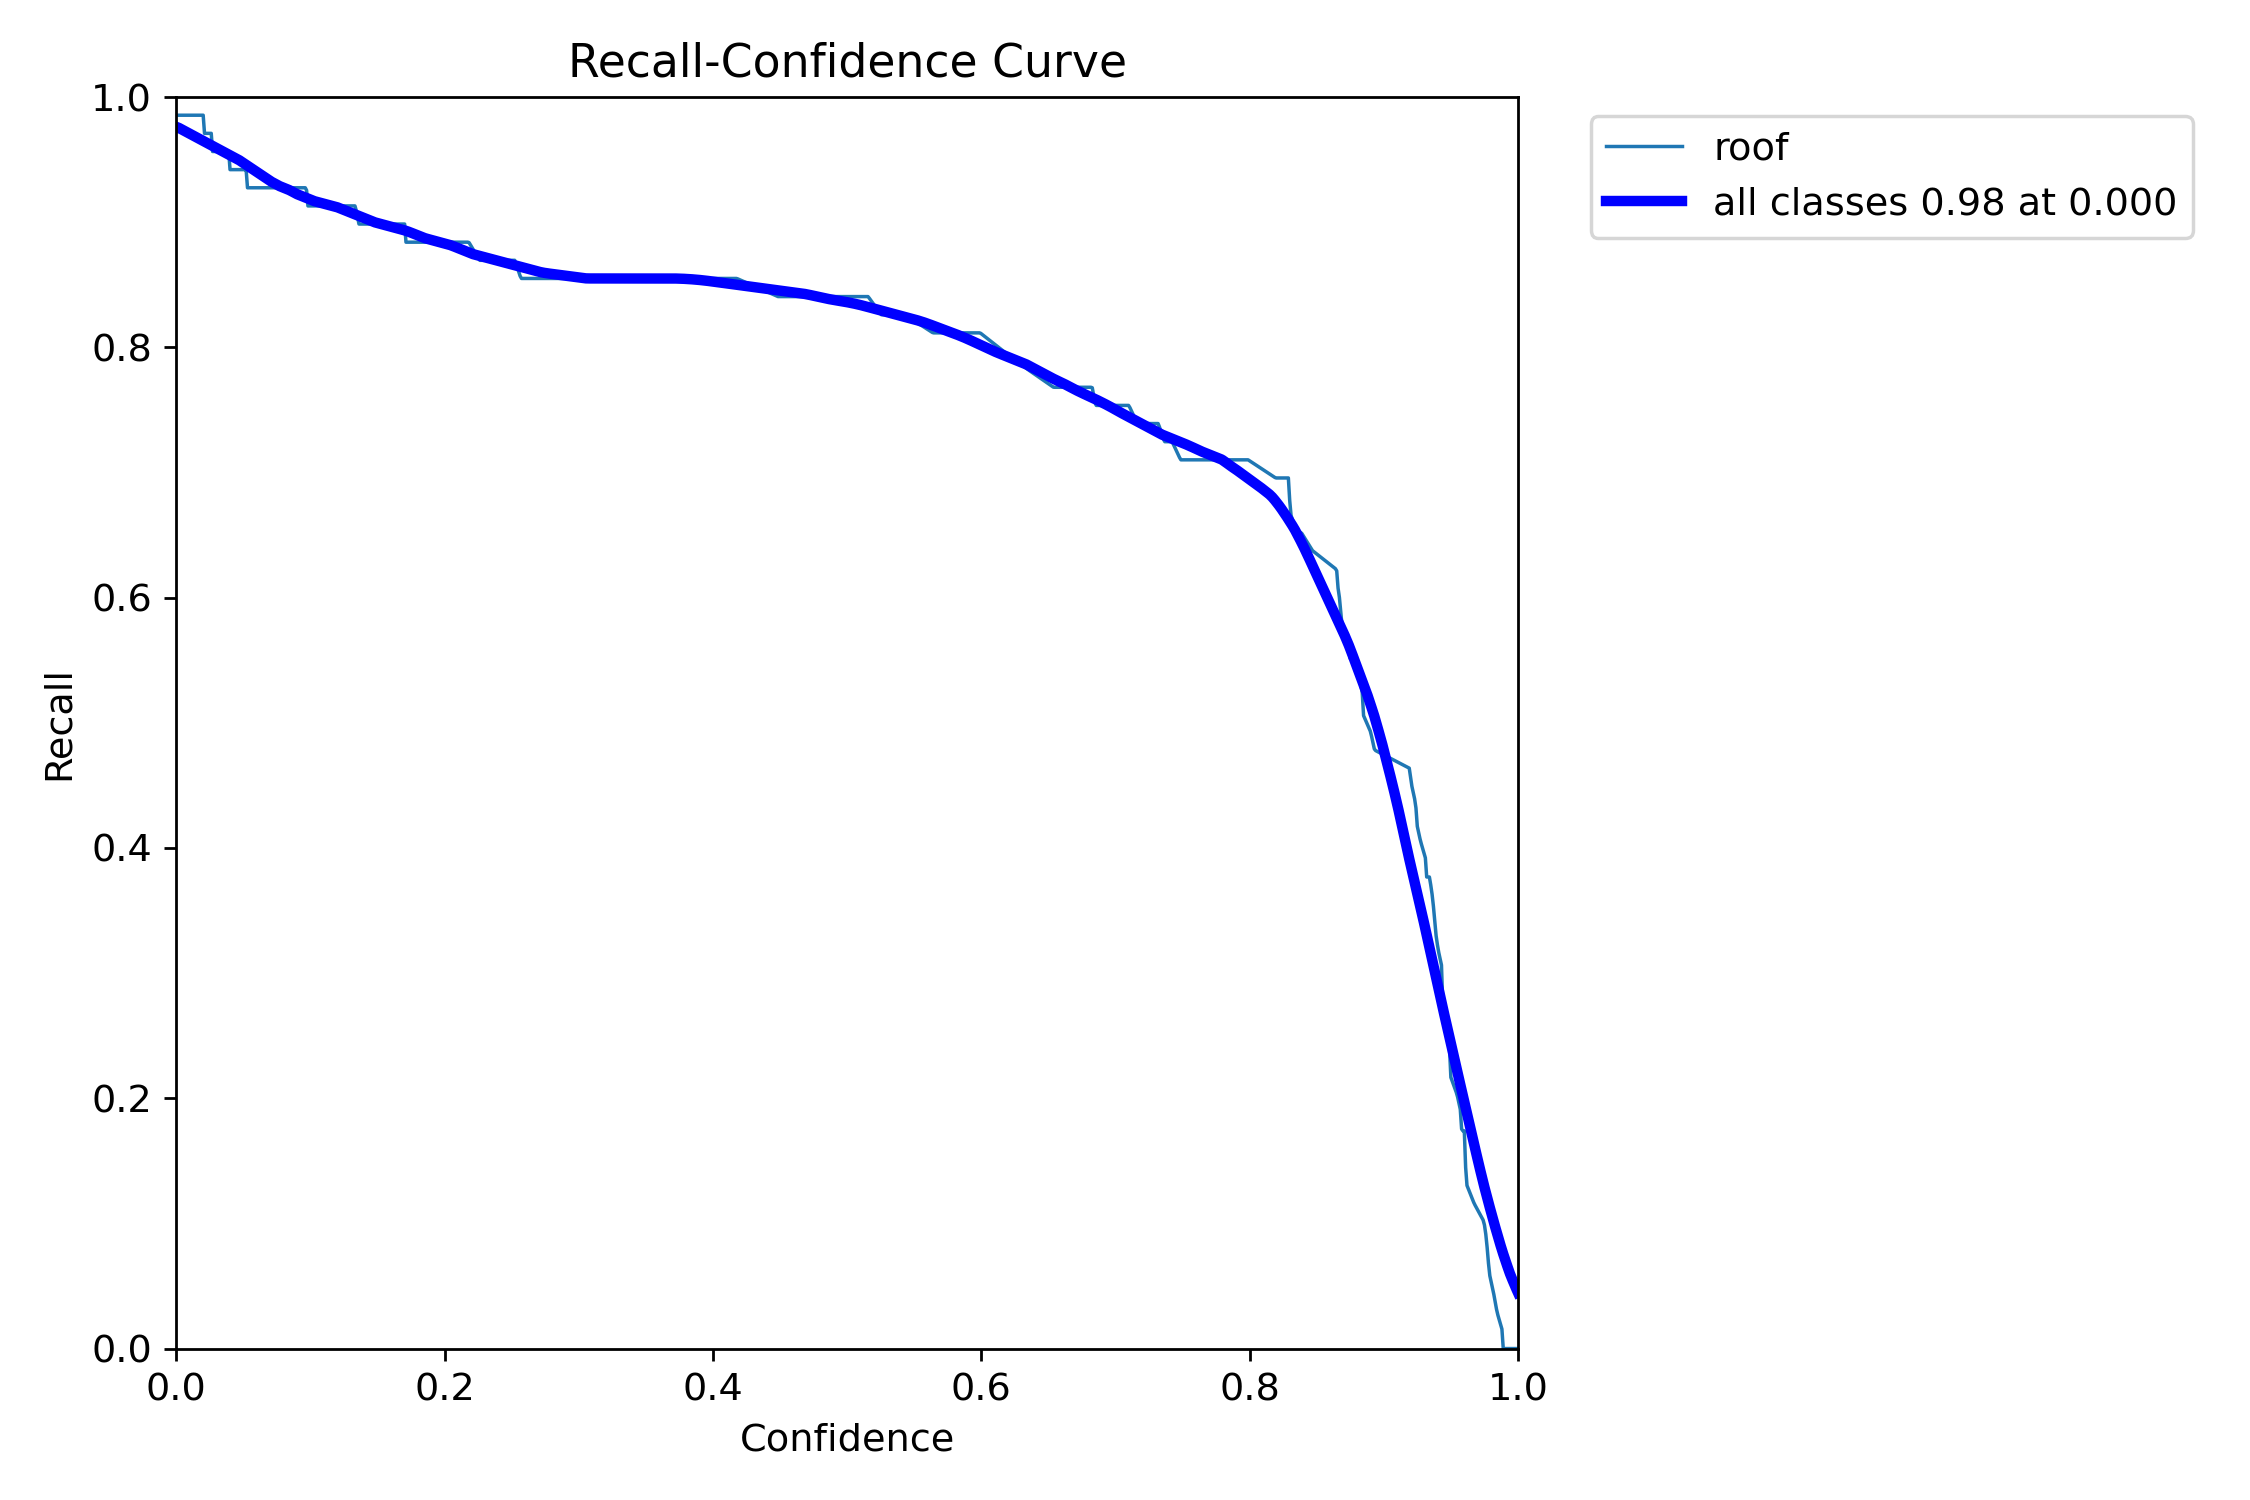 Recall-Confidence Curve
1.0
0.8
0.6
0.4
0.2
0.0
Recall
0.0 0.2 0.4 0.6 0.8 1.0
Confidence
roof
all classes 0.98 at 0.000